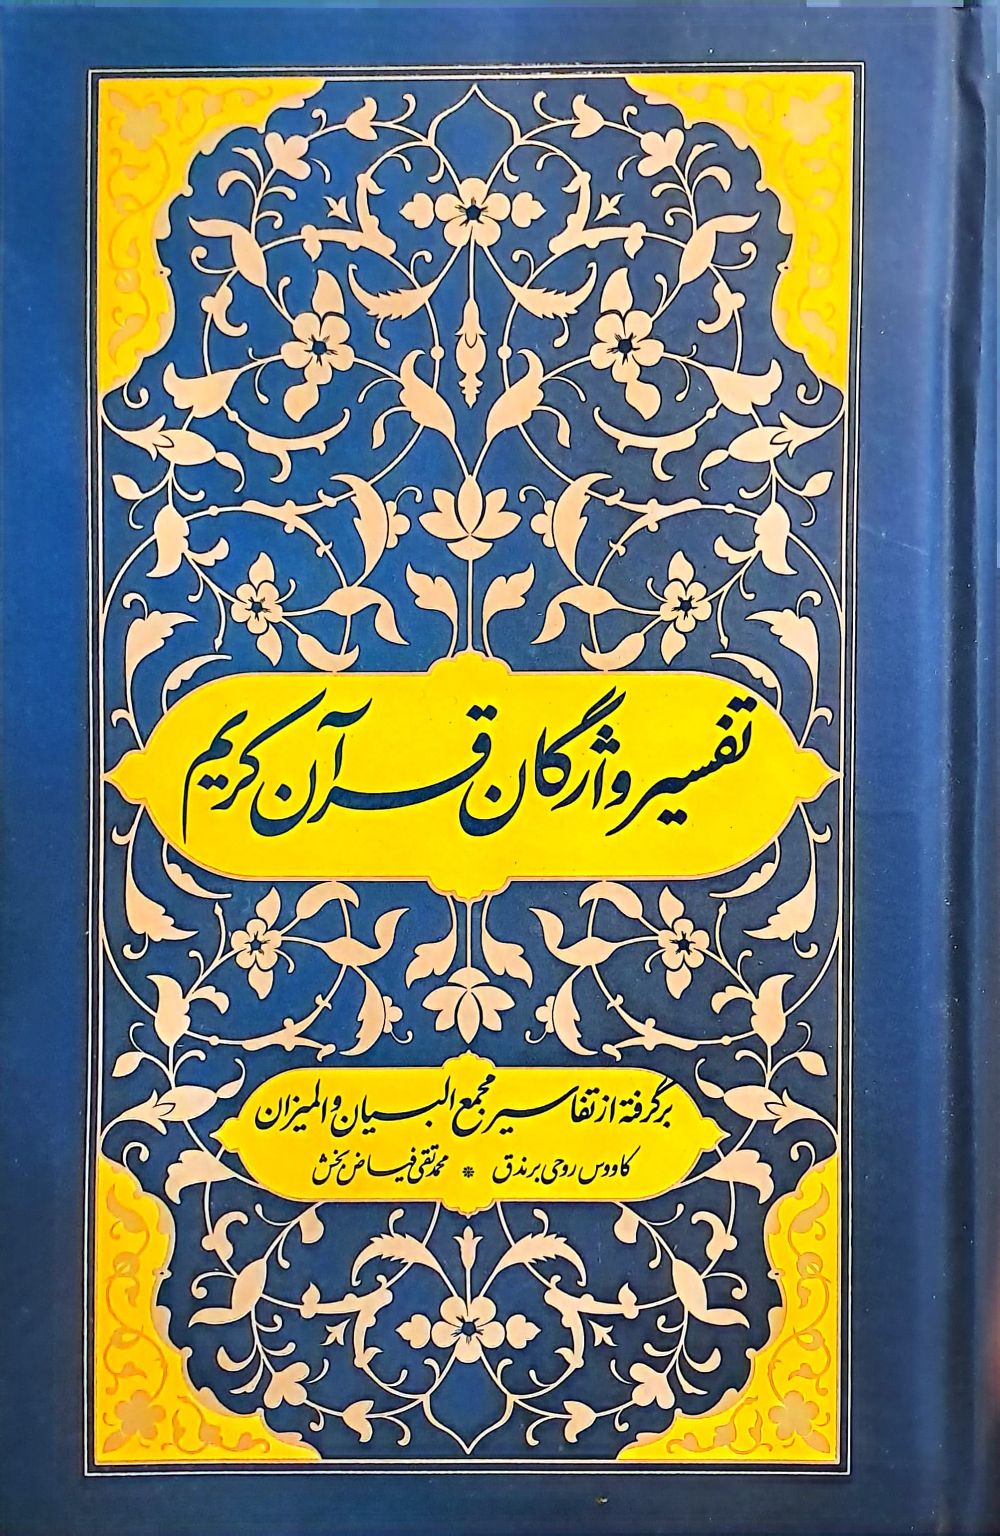 تفسیر واژگان قرآن کریم
برگرفته از تفاسیر مجمع البیان و المیزان
کاووس روحی برندق * محمدتقی فیاض بخش